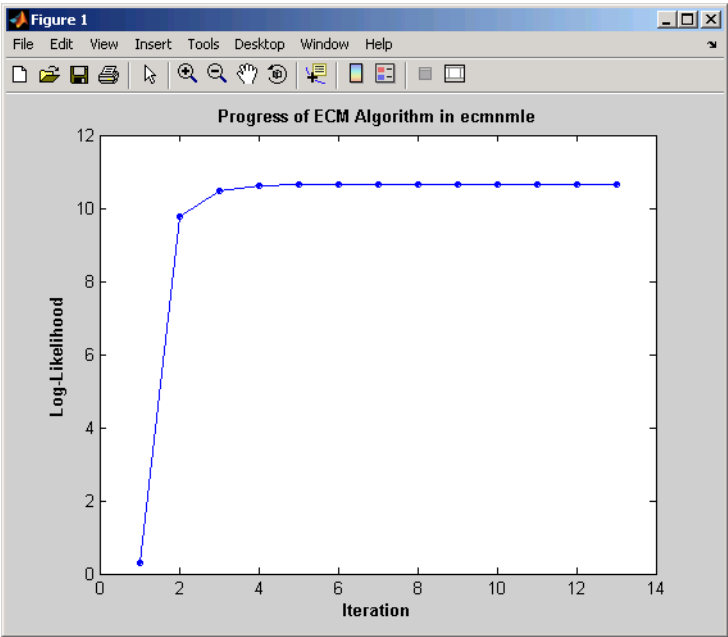 Figure 1
File Edit View Insert Tools Desktop Window Help
Progress of ECM Algorithm in ecmnmle
12
10
8
6
4
2
0
Log-Likelihood
0 2 4 6 8 10 12 14
Iteration